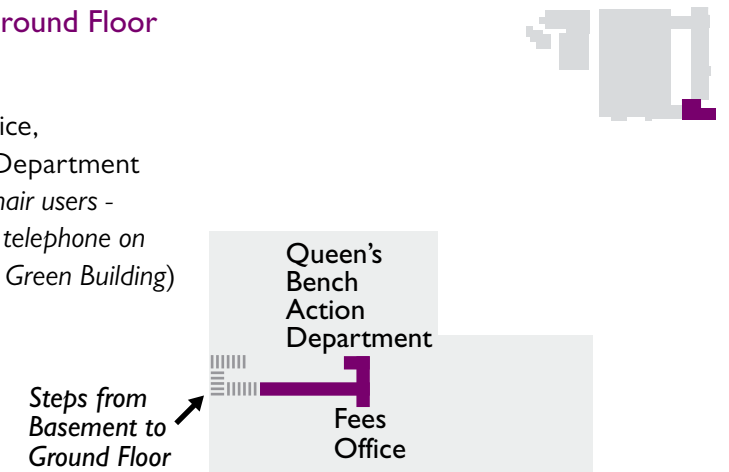 round Floor
ice,
Department
hair users -
telephone on
Green Building)
Queen's
Bench
Action
Department
Steps from
Basement to
Ground Floor
Fees
Office